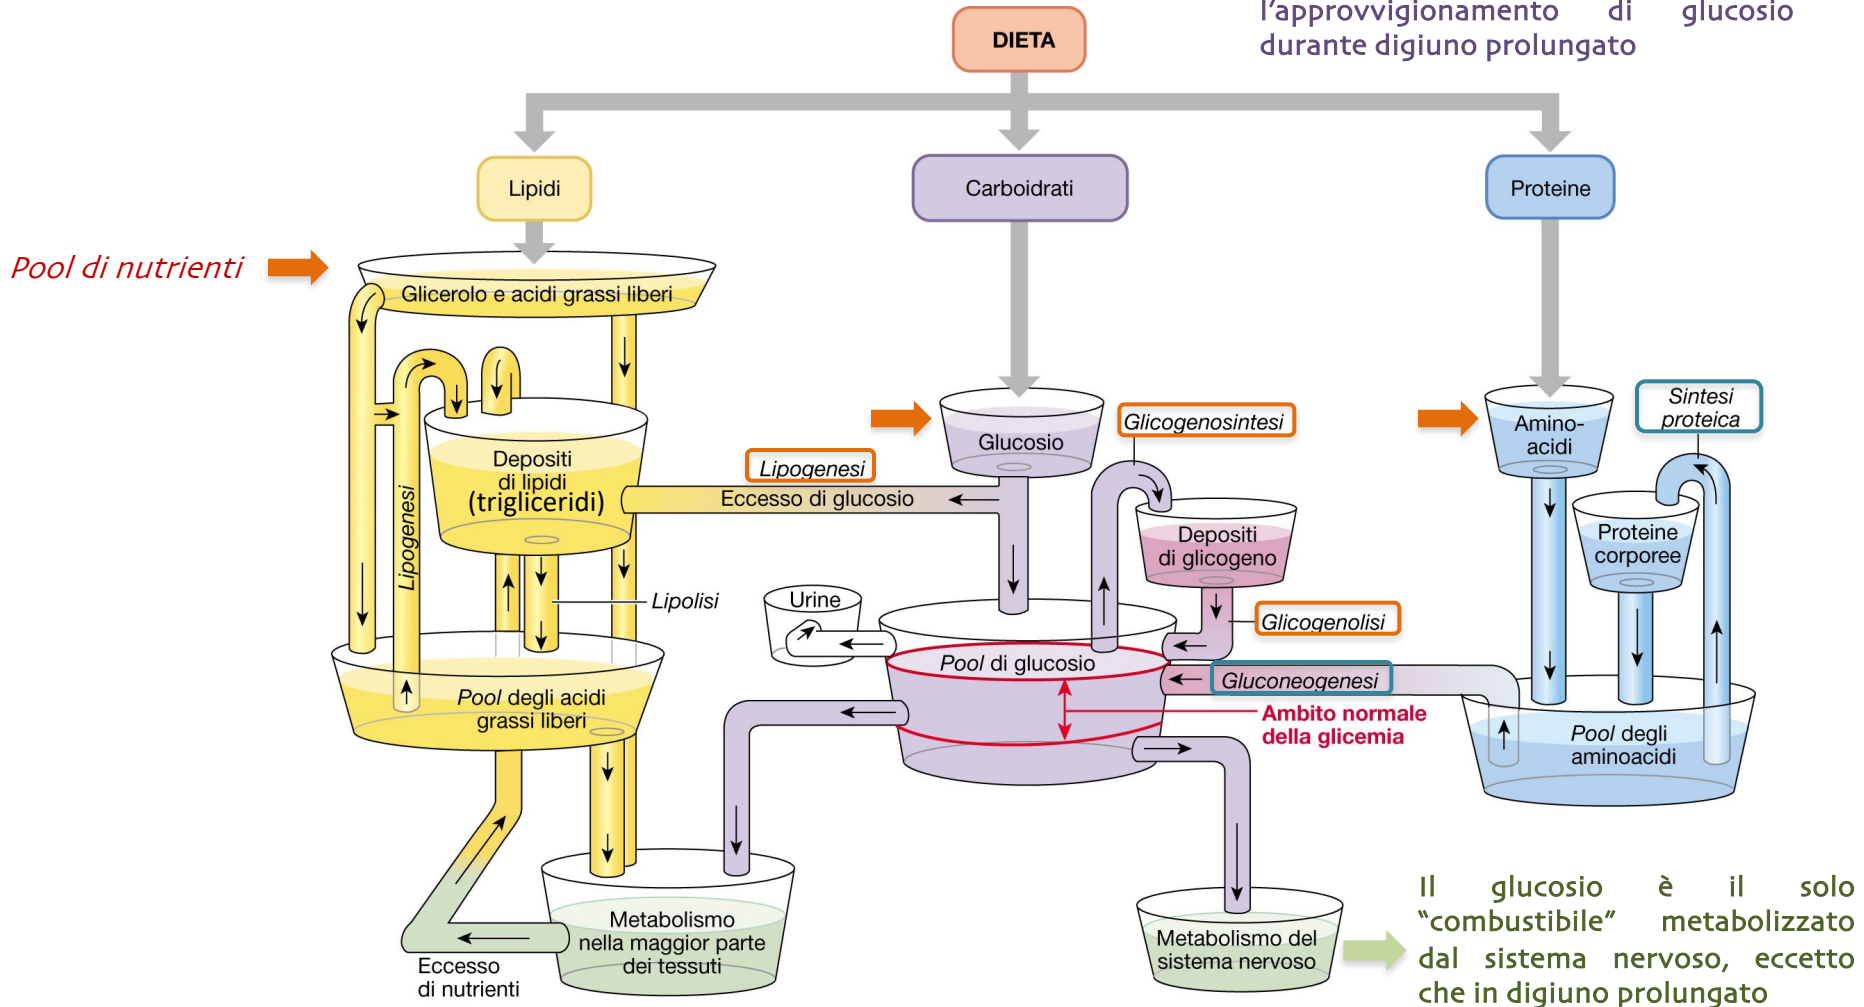 l'approvvigionamento di glucosio
durante digiuno prolungato
DIETA
Lipidi
Carboidrati
Proteine
Pool di nutrienti
Glicerolo e acidi grassi liberi
Depositi
di lipidi
(trigliceridi)
Lipogenesi
Lipolisi
Pool degli acidi
grassi liberi
Lipogenesi
Eccesso di glucosio
Glucosio
Glicogenosintesi
Depositi
di glicogeno
Glicogenolisi
Urine
Pool di glucosio
Gluconeogenesi
Ambito normale
della glicemia
Amino-
acidi
Sintesi
proteica
Proteine
corporee
Pool degli
aminoacidi
Metabolismo
nella maggior parte
dei tessuti
Eccesso
di nutrienti
Metabolismo del
sistema nervoso
Il glucosio è il solo
“combustibile” metabolizzato
dal sistema nervoso, eccetto
che in digiuno prolungato